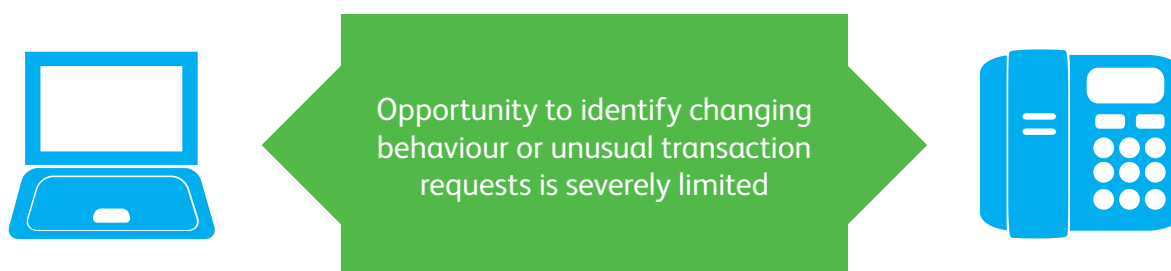 Opportunity to identify changing
behaviour or unusual transaction
requests is severely limited